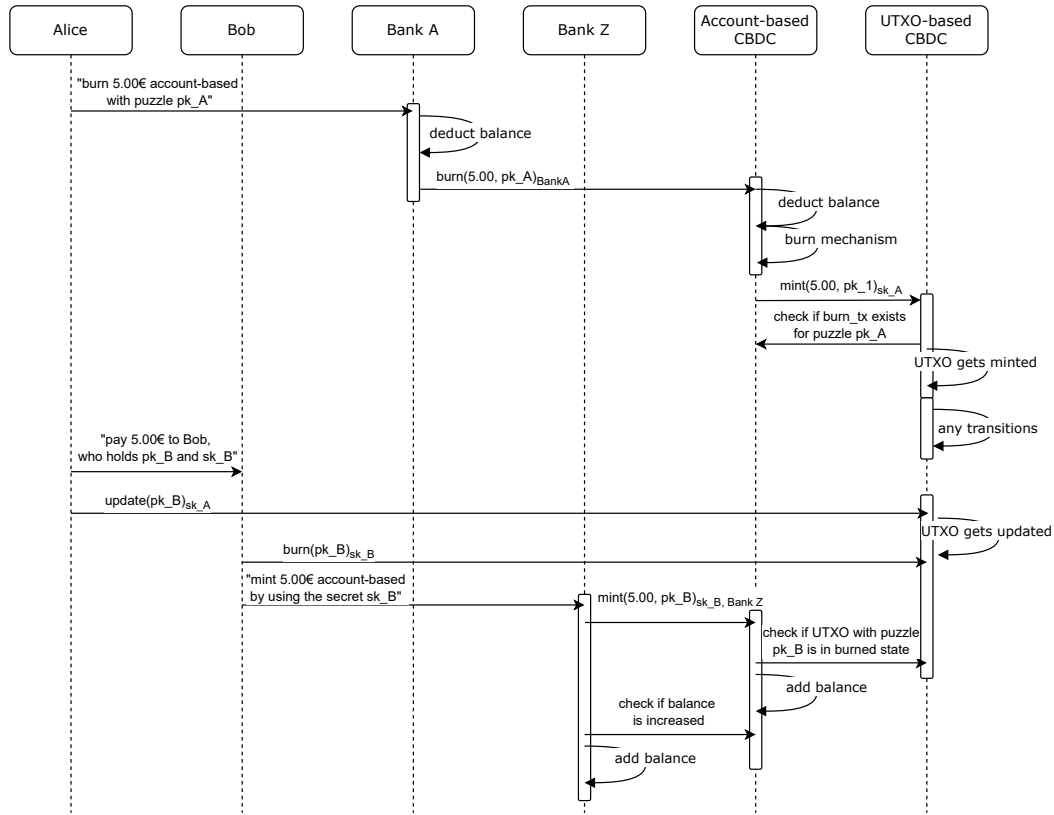 Alice
Bob
Bank A
Bank Z
Account-based
CBDC
UTXO-based
CBDC
"burn 5.00€ account-based
with puzzle pk_A"
deduct balance
burn(5.00, pk_A)BankA
deduct balance
burn mechanism
mint(5.00, pk_1)sk_A
check if burn_tx exists
for puzzle pk_A
UTXO gets minted
any transitions
"pay 5.00€ to Bob,
who holds pk_B and sk_B"
update(pk_B)sk_A
UTXO gets updated
burn(pk_B)sk_B
"mint 5.00€ account-based
by using the secret sk_B"
mint(5.00, pk_B)sk_B, Bank Z
check if UTXO with puzzle
pk_B is in burned state
add balance
check if balance
is increased
add balance